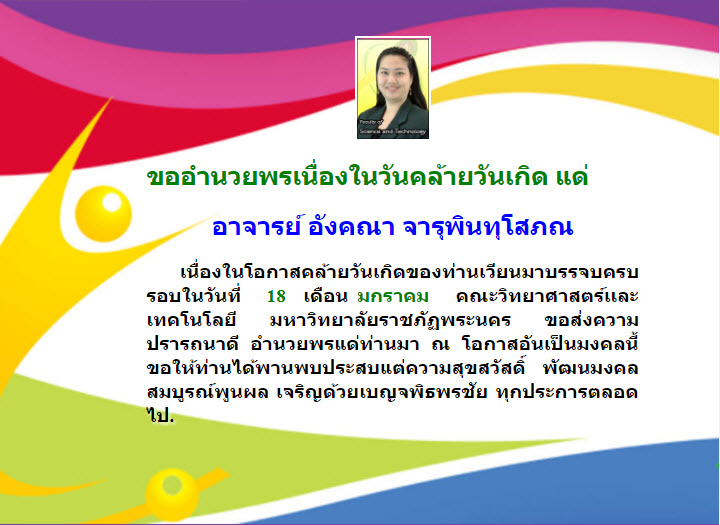 Faculty of
Science and Technology
ขออำนวยพรเนื่องในวันคล้ายวันเกิด แด่
อาจารย์ อังคณา จารุพินทุโสภณ
เนื่องในโอกาสคล้ายวันเกิดของท่านเวียนมาบรรจบครบ
รอบในวันที่ 18 เดือน มกราคม คณะวิทยาศาสตร์และ
เทคโนโลยี มหาวิทยาลัยราชภัฏพระนคร ขอส่งความ
ปรารถนาดี อำนวยพรแด่ท่านมา ณ โอกาสอันเป็นมงคลนี้
ขอให้ท่านได้พานพบประสบแต่ความสุขสวัสดิ์ พัฒนมงคล
สมบูรณ์พูนผล เจริญด้วยเบญจพิธพรชัย ทุกประการตลอด
ไป.